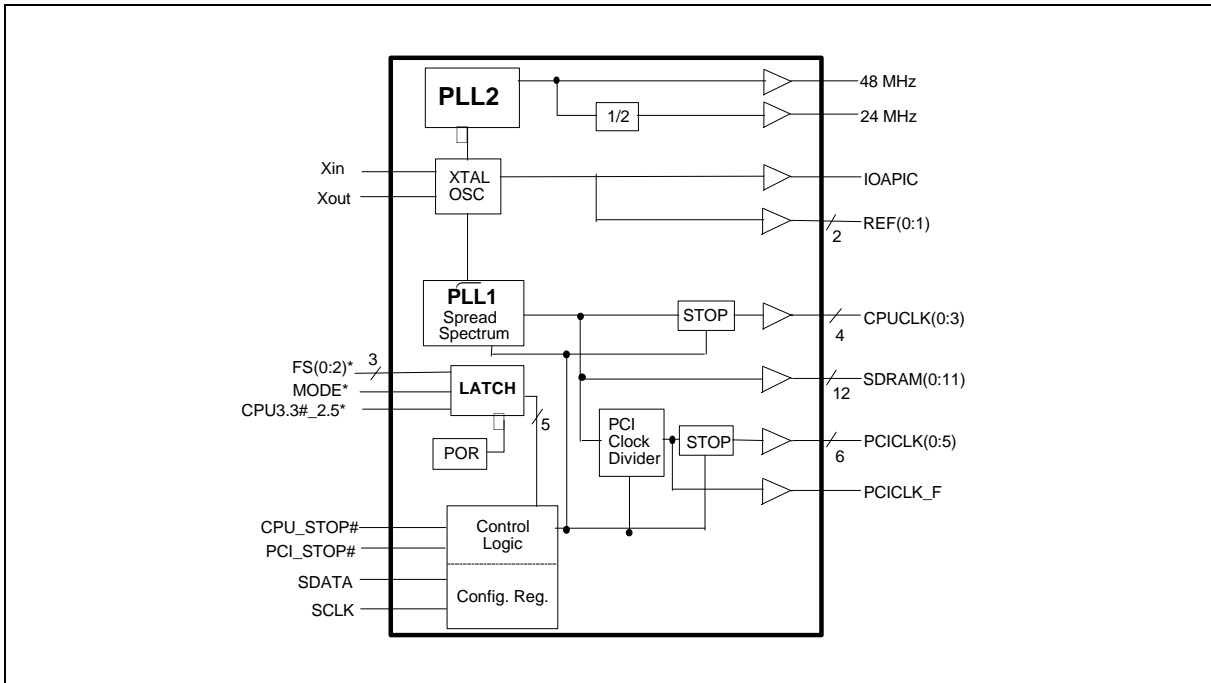 PLL2
48 MHz
1/2
24 MHz
Xin
Xout
XTAL
OSC
IOAPIC
REF(0:1)
2
PLL1
Spread
Spectrum
STOP
CPUCLK(0:3)
4
FS(0:2)*
3
MODE*
CPU3.3#_2.5*
LATCH
5
SDRAM(0:11)
12
POR
PCI
Clock
Divider
STOP
PCICLK(0:5)
6
PCICLK_F
CPU_STOP#
PCI_STOP#
SDATA
SCLK
Control
Logic
Config. Reg.